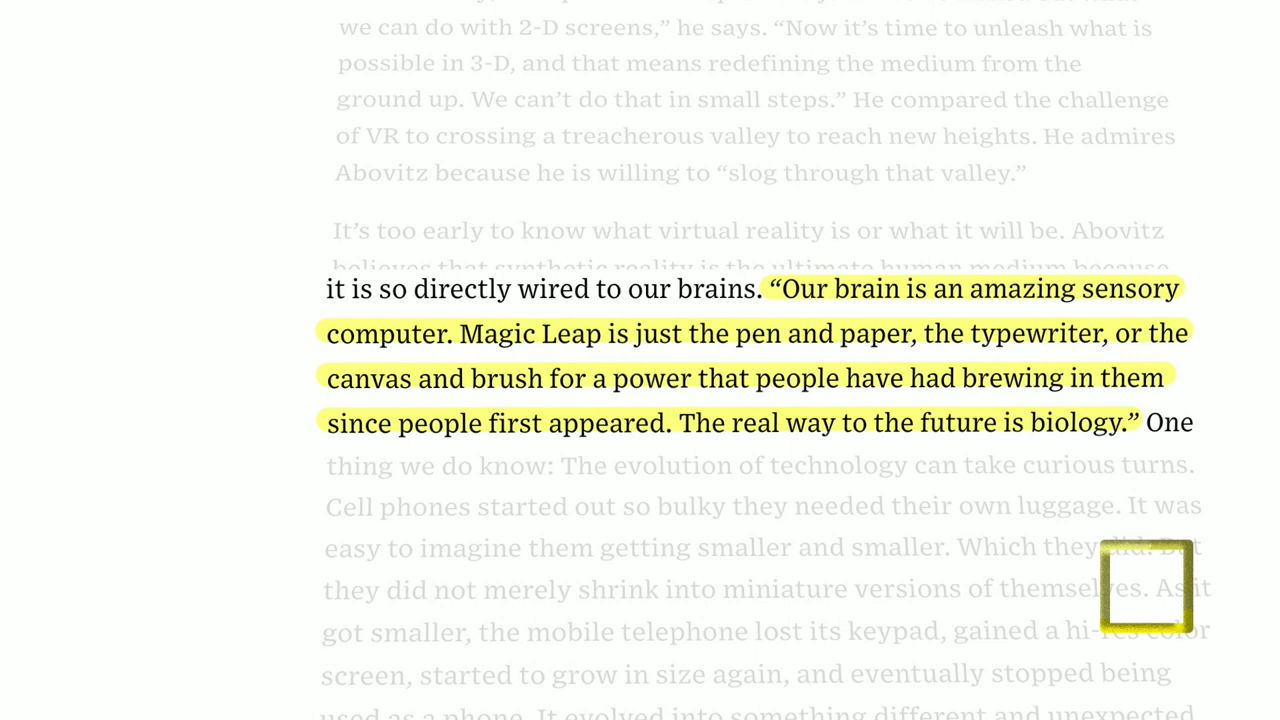 we can do with 2-D screens,” he says. “Now it’s time to unleash what is
possible in 3-D, and that means redefining the medium from the
ground up. We can’t do that in small steps.” He compared the challenge
of VR to crossing a treacherous valley to reach new heights. He admires
Abovitz because he is willing to “slog through that valley.”
It’s too early to know what virtual reality is or what it will be. Abovitz
believes that synthetic reality is the ultimate human medium because
it is so directly wired to our brains. “Our brain is an amazing sensory
computer. Magic Leap is just the pen and paper, the typewriter, or the
canvas and brush for a power that people have had brewing in them
since people first appeared. The real way to the future is biology.” One
thing we do know: The evolution of technology can take curious turns.
Cell phones started out so bulky they needed their own luggage. It was
easy to imagine them getting smaller and smaller. Which they did. But
they did not merely shrink into miniature versions of themselves. As it
got smaller, the mobile telephone lost its keypad, gained a hi-res color
screen, started to grow in size again, and eventually stopped being
used as a phone. It evolved into something different and unexpected